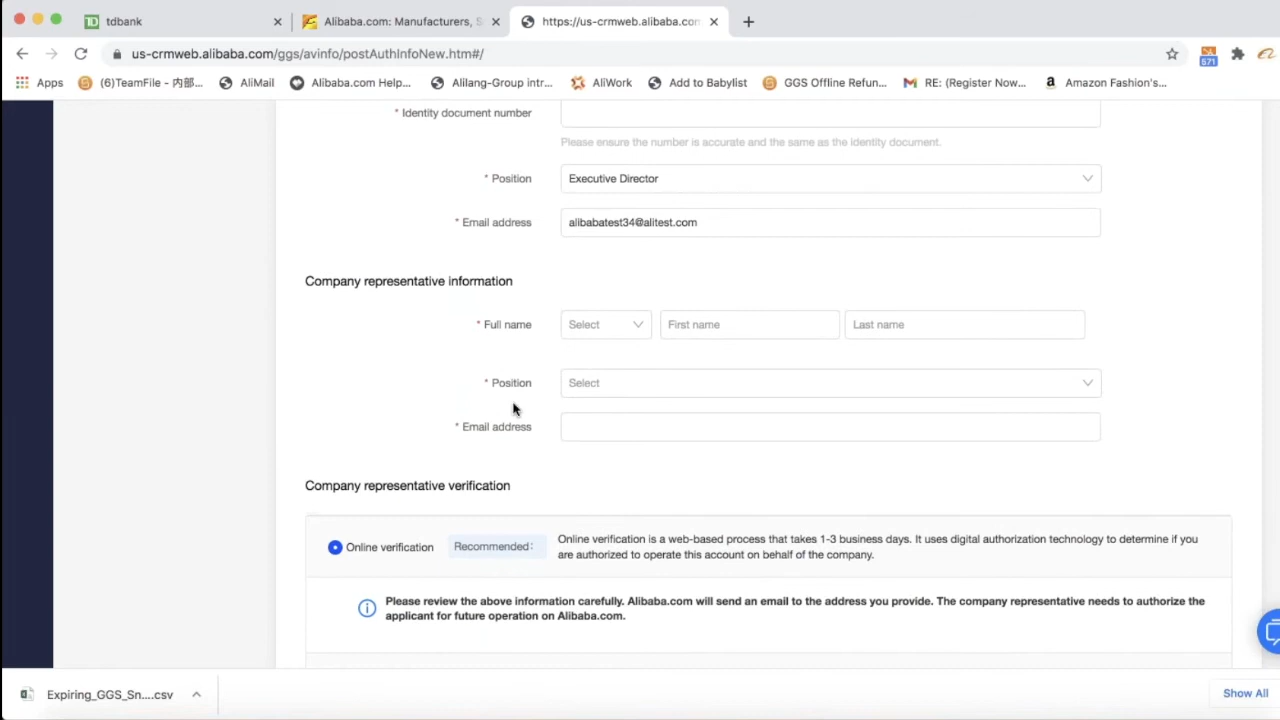 tdbank
Alibaba.com: Manufacturers, S
https://us-crmweb.alibaba.con
us-crmweb.alibaba.com/ggs/avinfo/postAuthInfoNew.htm#/
571
Apps
(6)TeamFile - 内部...
AliMail
Alibaba.com Help...
Alilang-Group intr...
AliWork
Add to Babylist
GGS Offline Refun...
RE: (Register Now...
Amazon Fashion's...
* Identity document number
Please ensure the number is accurate and the same as the identity document.
* Position
Executive Director
* Email address
alibabatest34@alitest.com
Company representative information
* Full name
Select
First name
Last name
* Position
Select
* Email address
Company representative verification
Online verification
Recommended:
Online verification is a web-based process that takes 1-3 business days. It uses digital authorization technology to determine if you
are authorized to operate this account on behalf of the company.
Please review the above information carefully. Alibaba.com will send an email to the address you provide. The company representative needs to authorize the
applicant for future operation on Alibaba.com.
Expiring_GGS_Sn....csv
Show All